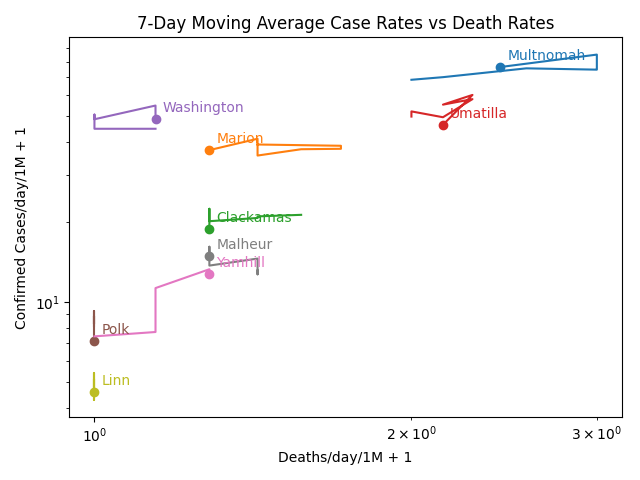 7-Day Moving Average Case Rates vs Death Rates
Multnomah
Washington
Umatilla
Marion
Clackamas
Malheur
Yamhill
Polk
Linn
Confirmed Cases/day/1M + 1
10¹
10⁰
2 × 10⁰
3 × 10⁰
Deaths/day/1M + 1